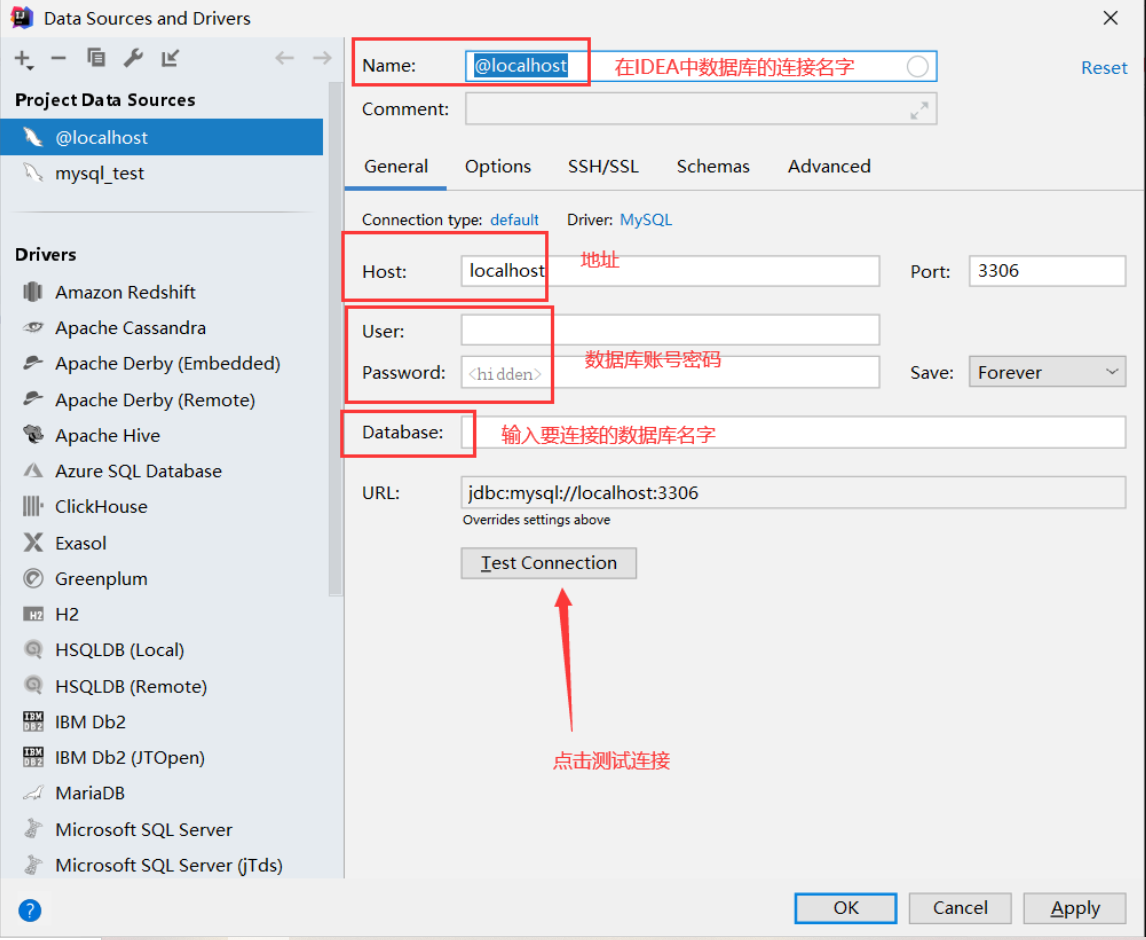 Data Sources and Drivers
Project Data Sources
@localhost
mysql_test
Drivers
Amazon Redshift
Apache Cassandra
Apache Derby (Embedded)
Apache Derby (Remote)
Apache Hive
Azure SQL Database
ClickHouse
Exasol
Greenplum
H2 H2
HSQLDB (Local)
HSQLDB (Remote)
IBM DB2 IBM Db2
IBM DB2 IBM Db2 (JTOpen)
MariaDB
Microsoft SQL Server
Microsoft SQL Server (jTds)
Name: @localhost 在IDEA中数据库的连接名字 Reset
Comment:
General Options SSH/SSL Schemas Advanced
Connection type: default Driver: MySQL
Host: localhost 地址 Port: 3306
User:
数据库账号密码
Password: <hidden> Save: Forever
Database: 输入要连接的数据库名字
URL: jdbc:mysql://localhost:3306
Overrides settings above
Test Connection
点击测试连接
? OK Cancel Apply